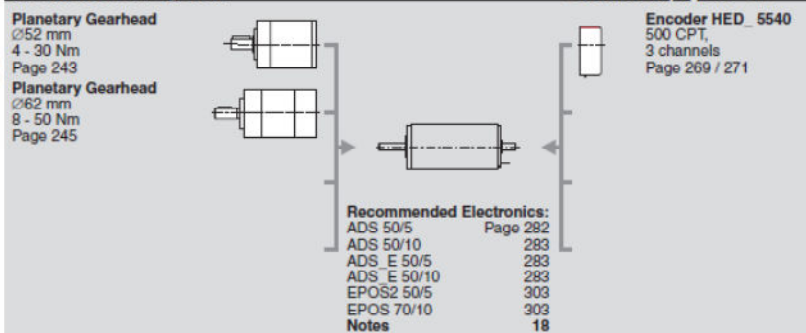 Planetary Gearhead
∅52 mm
4 - 30 Nm
Page 243
Planetary Gearhead
∅62 mm
8 - 50 Nm
Page 245
Encoder HED_ 5540
500 CPT,
3 channels
Page 269 / 271
Recommended Electronics:
ADS 50/5 Page 282
ADS 50/10 283
ADS_E 50/5 283
ADS_E 50/10 283
EPOS2 50/5 303
EPOS 70/10 303
Notes 18